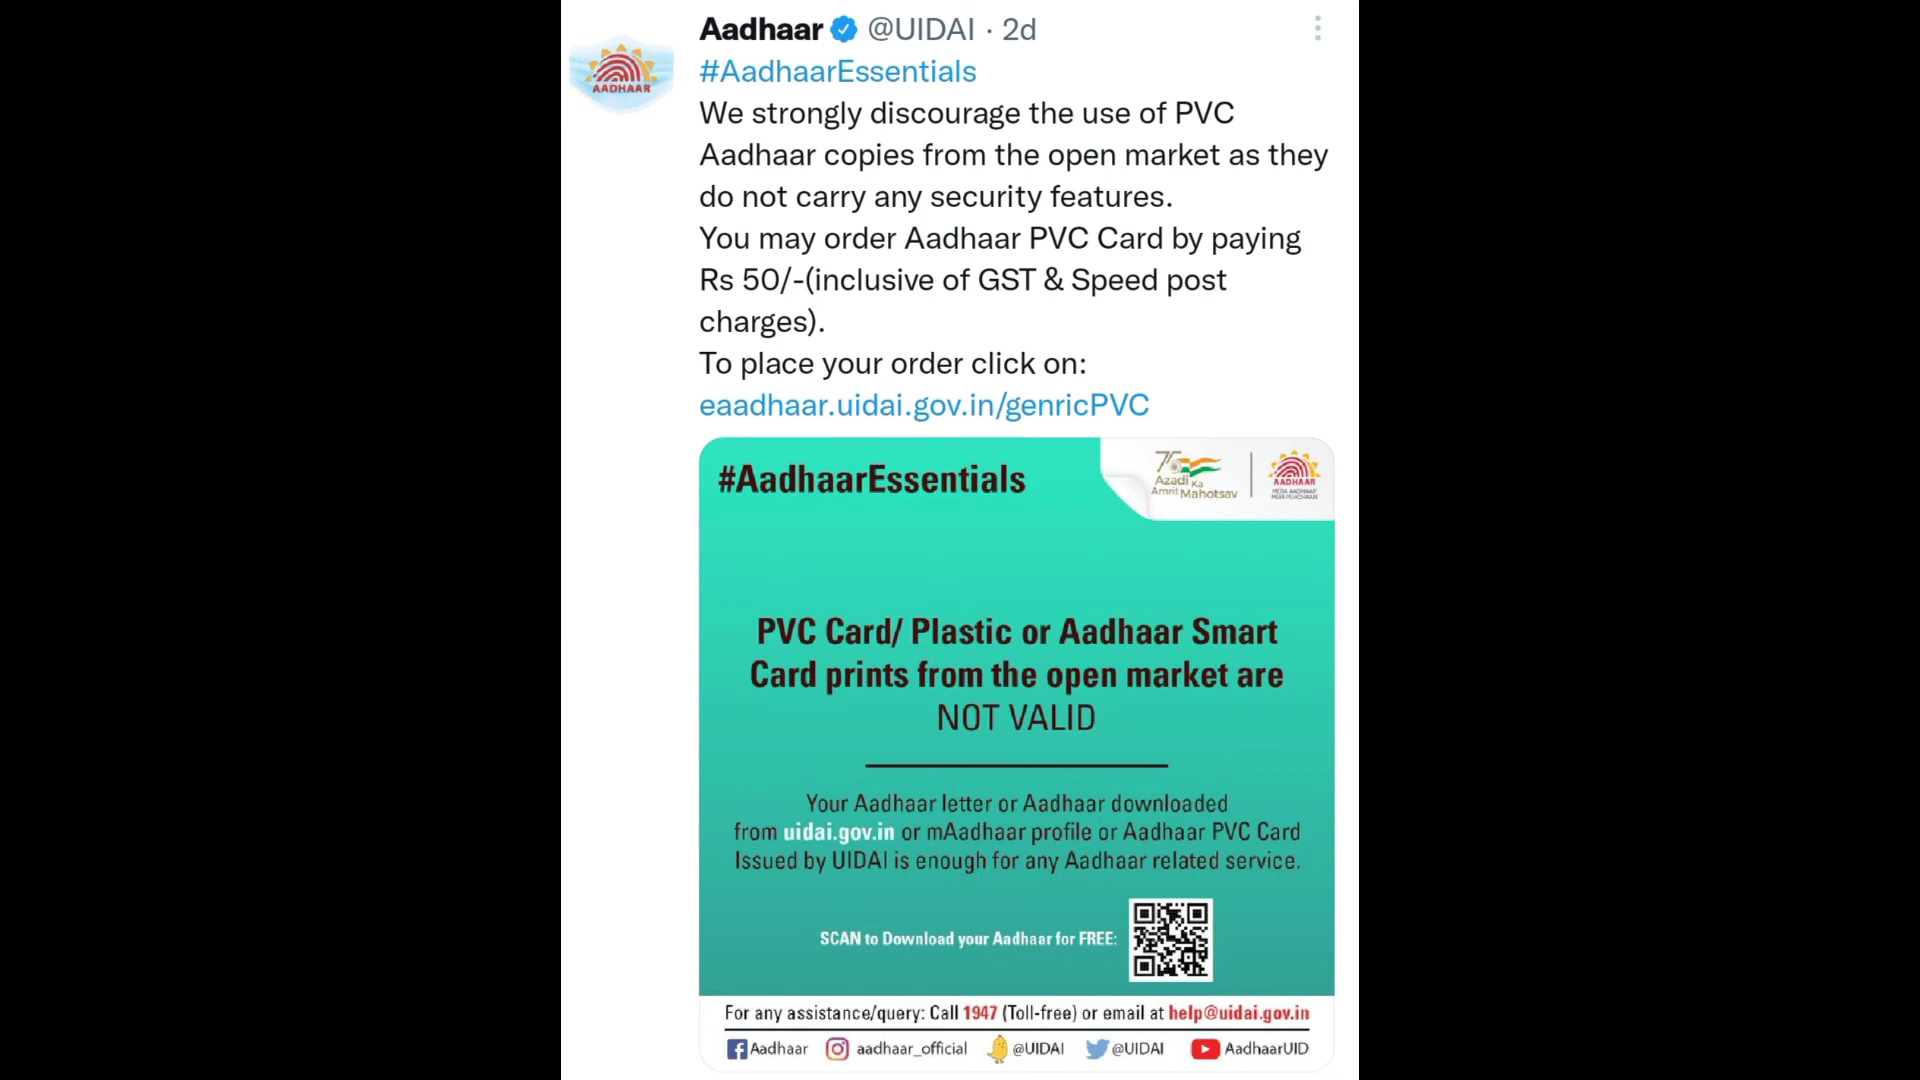 Aadhaar @UIDAI · 2d
AADHAAR
#AadhaarEssentials
We strongly discourage the use of PVC
Aadhaar copies from the open market as they
do not carry any security features.
You may order Aadhaar PVC Card by paying
Rs 50/-(inclusive of GST & Speed post
charges).
To place your order click on:
eaadhaar.uidai.gov.in/genricPVC
#AadhaarEssentials
75
Azadi Ka
Amrit Mahotsav
AADHAAR
MERA AADHAAR
MERI PEHCHAAN
PVC Card/ Plastic or Aadhaar Smart
Card prints from the open market are
NOT VALID
Your Aadhaar letter or Aadhaar downloaded
from uidai.gov.in or mAadhaar profile or Aadhaar PVC Card
Issued by UIDAI is enough for any Aadhaar related service.
SCAN to Download your Aadhaar for FREE:
For any assistance/query: Call 1947 (Toll-free) or email at help@uidai.gov.in
Aadhaar aadhaar_official @UIDAI @UIDAI AadhaarUID